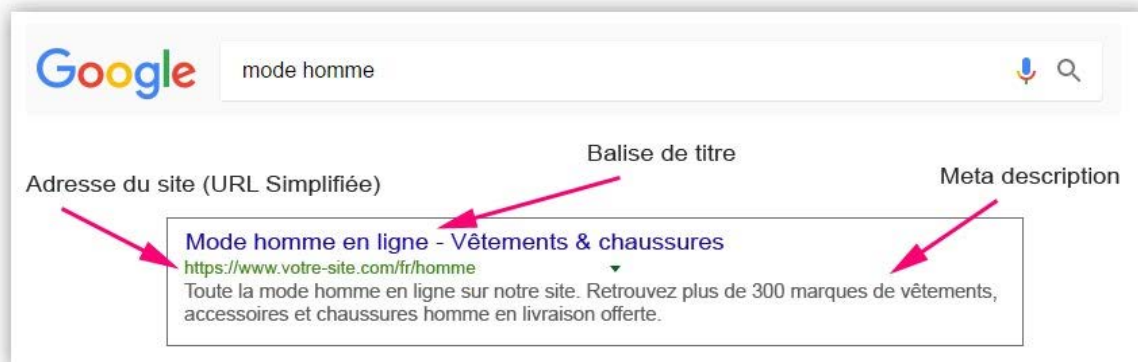 Google
mode homme
Balise de titre
Adresse du site (URL Simplifiée)
Meta description
Mode homme en ligne - Vêtements & chaussures
https://www.votre-site.com/fr/homme
Toute la mode homme en ligne sur notre site. Retrouvez plus de 300 marques de vêtements,
accessoires et chaussures homme en livraison offerte.